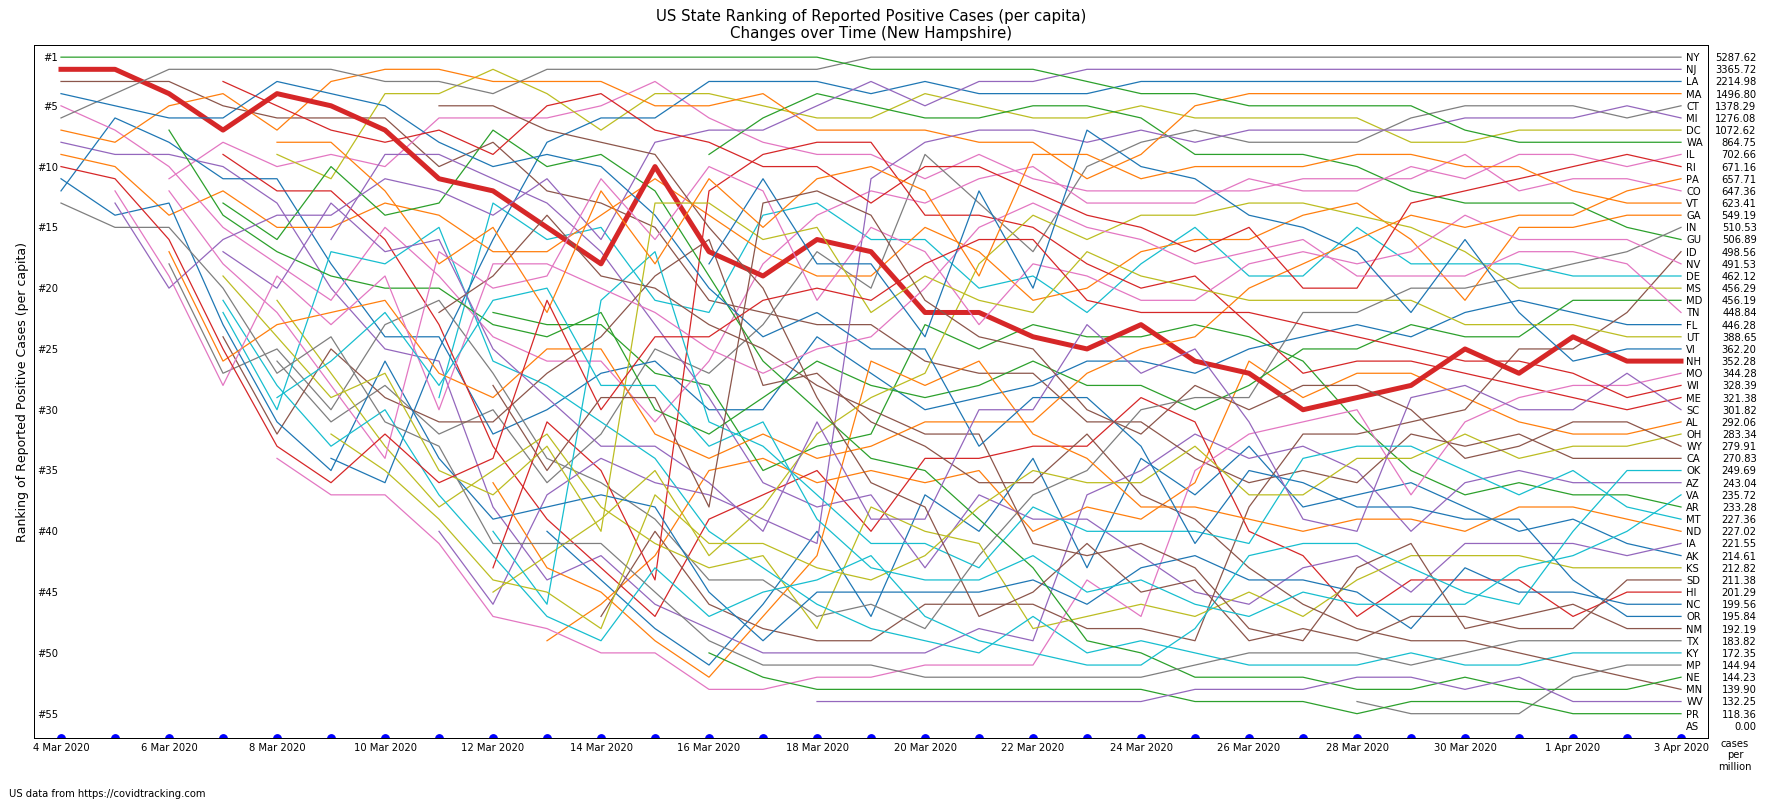 US State Ranking of Reported Positive Cases (per capita)
Changes over Time (New Hampshire)
Ranking of Reported Positive Cases (per capita)
#1
#5
#10
#15
#20
#25
#30
#35
#40
#45
#50
#55
NY 5287.62
NJ 3365.72
LA 2214.98
MA 1496.80
CT 1378.29
MI 1276.08
DC 1072.62
WA 864.75
IL 702.66
RI 671.16
PA 657.71
CO 647.36
VT 623.41
GA 549.19
IN 510.53
GU 506.89
ID 498.56
NV 491.53
DE 462.12
MS 456.29
MD 456.19
TN 448.84
FL 446.28
UT 388.65
VI 362.20
NH 352.28
MO 344.28
WI 328.39
ME 321.38
SC 301.82
AL 292.06
OH 283.34
WY 279.91
CA 270.83
OK 249.69
AZ 243.04
VA 235.72
AR 233.28
MT 227.36
ND 227.02
IA 221.55
AK 214.61
KS 212.82
SD 211.38
HI 201.29
NC 199.56
OR 195.84
NM 192.19
TX 183.82
KY 172.35
MP 144.94
NE 144.23
MN 139.90
WV 132.25
PR 118.36
AS 0.00
4 Mar 2020 6 Mar 2020 8 Mar 2020 10 Mar 2020 12 Mar 2020 14 Mar 2020 16 Mar 2020 18 Mar 2020 20 Mar 2020 22 Mar 2020 24 Mar 2020 26 Mar 2020 28 Mar 2020 30 Mar 2020 1 Apr 2020 3 Apr 2020
cases
per
million
US data from https://covidtracking.com